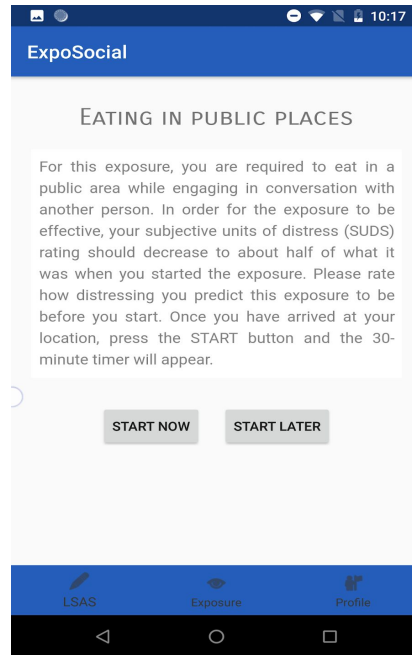 10:17
ExpoSocial
EATING IN PUBLIC PLACES
For this exposure, you are required to eat in a
public area while engaging in conversation with
another person. In order for the exposure to be
effective, your subjective units of distress (SUDS)
rating should decrease to about half of what it
was when you started the exposure. Please rate
how distressing you predict this exposure to be
before you start. Once you have arrived at your
location, press the START button and the 30-
minute timer will appear.
START NOW START LATER
LSAS Exposure Profile